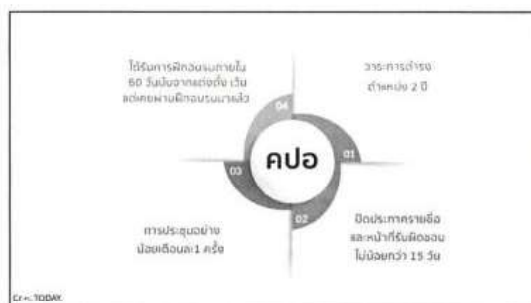 ได้รับการฝึกอบรมภายใน
60 วันนับจากแต่งตั้ง เว้น
แต่เคยผ่านฝึกอบรมมาแล้ว
04
วาระการดำรง
ตำแหน่ง 2 ปี
01
คปอ
03
02
การประชุมอย่าง
น้อยเดือนละ1 ครั้ง
ปิดประกาศรายชื่อ
และหน้าที่รับผิดชอบ
ไม่น้อยกว่า 15 วัน
TODAY